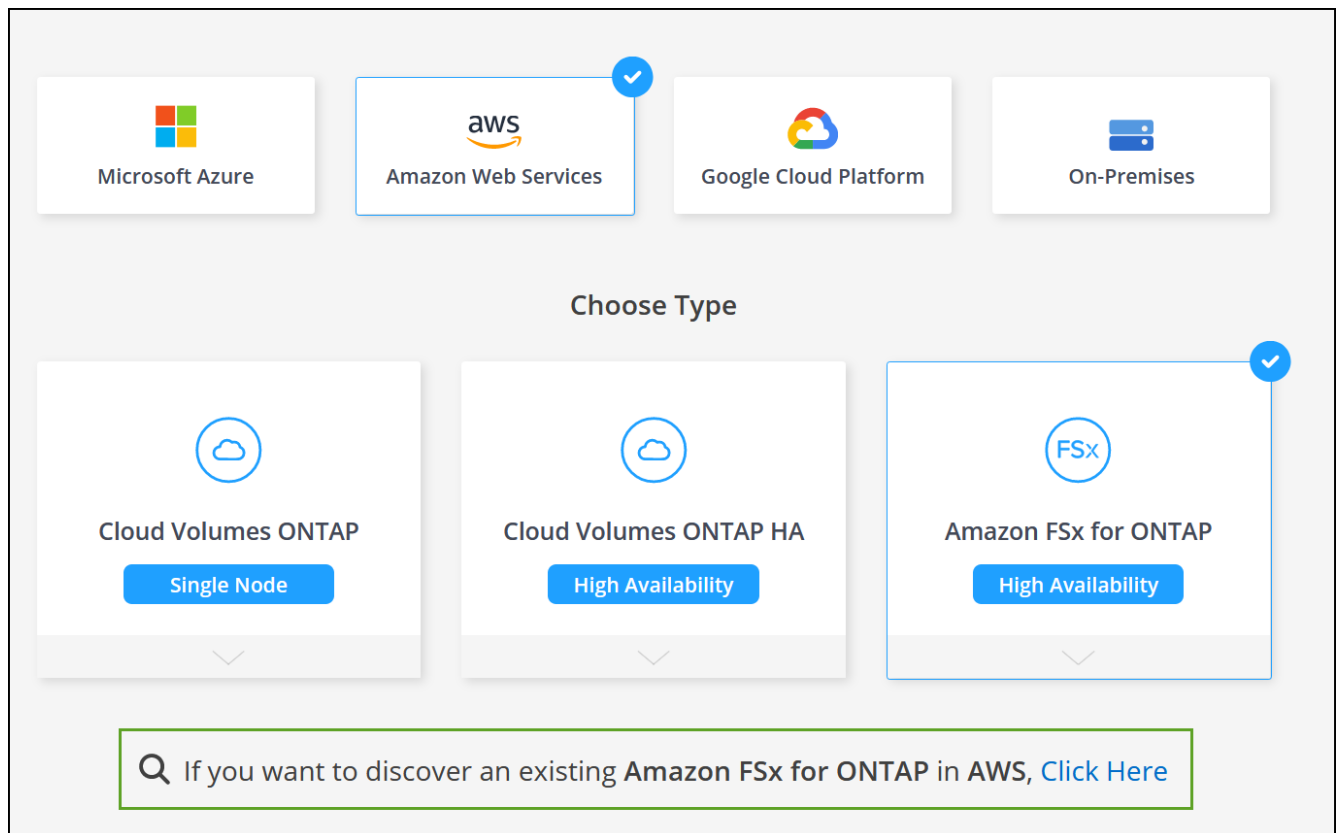 aws
Microsoft Azure
Amazon Web Services
Google Cloud Platform
On-Premises
Choose Type
FSx
Cloud Volumes ONTAP
Cloud Volumes ONTAP HA
Amazon FSx for ONTAP
Single Node
High Availability
High Availability
If you want to discover an existing Amazon FSx for ONTAP in AWS, Click Here